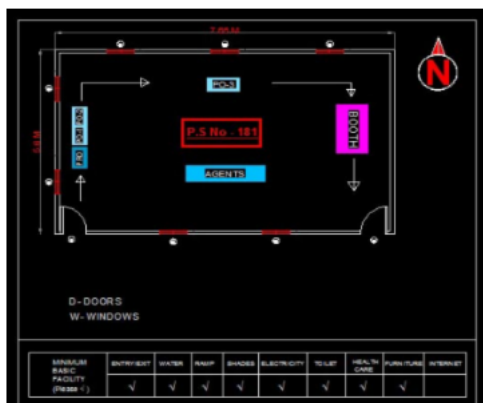 N
PO-3
P.S No - 181
BOOTH
AGENTS
D-DOORS
W-WINDOWS
MINIMUM BASIC FACILITY ENTRY/EXIT WATER RAMP SHADES ELECTRICITY TOILET HEALTH CARE FURNITURE INTERNET
√ √ √ √ √ √ √ √